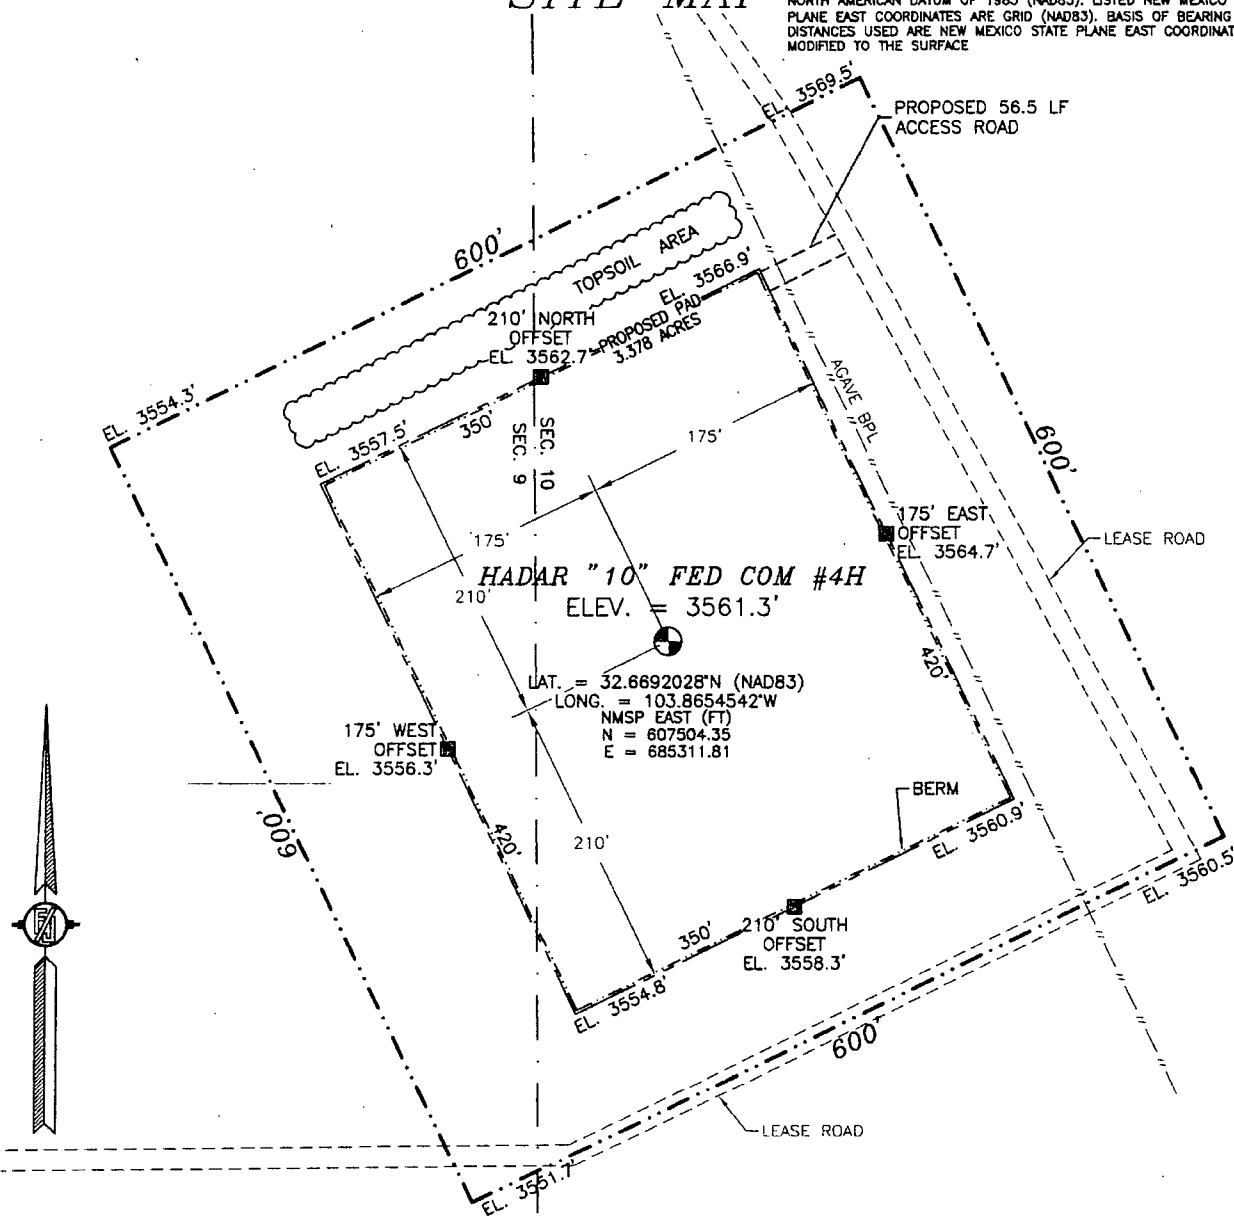 SITE MAP
NORTH AMERICAN DATUM OF 1983 (NAD83). LISTED NEW MEXICO
PLANE EAST COORDINATES ARE GRID (NAD83). BASIS OF BEARING
DISTANCES USED ARE NEW MEXICO STATE PLANE EAST COORDINAT
MODIFIED TO THE SURFACE
EL. 3569.5'
PROPOSED 56.5 LF
ACCESS ROAD
600'
TOPSOIL AREA
EL. 3566.9'
210' NORTH
OFFSET
EL. 3562.7'
PROPOSED PAD
3.378 ACRES
EL. 3554.3'
EL. 3557.5'
350'
SEC. 10
SEC. 9
175'
AGAVE BPL
600'
175' EAST
OFFSET
EL. 3564.7'
LEASE ROAD
175'
210'
HADAR "10" FED COM #4H
ELEV. = 3561.3'
420'
LAT. = 32.6692028°N (NAD83)
LONG. = 103.8654542°W
NMSP EAST (FT)
N = 607504.35
E = 685311.81
175' WEST
OFFSET
EL. 3556.3'
BERM
600'
420'
210'
EL. 3560.9'
EL. 3560.5'
210' SOUTH
OFFSET
EL. 3558.3'
350'
EL. 3554.8'
600'
LEASE ROAD
EL. 3551.7'